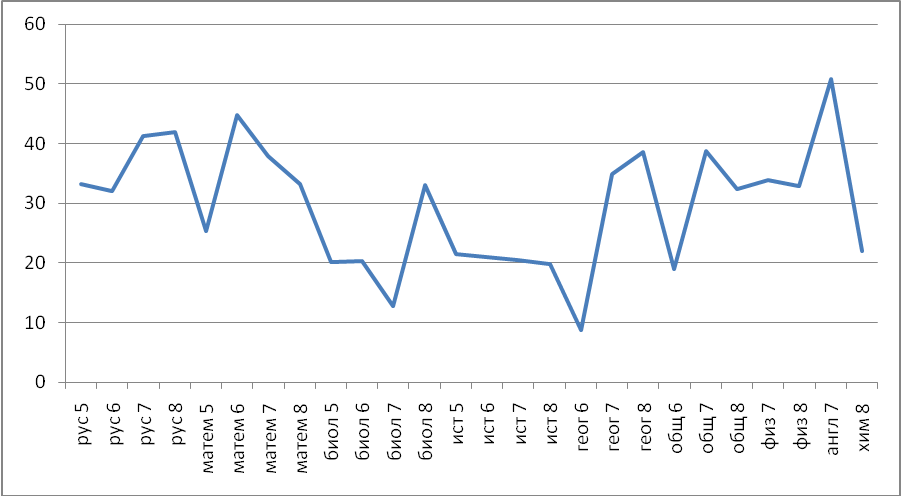 60
50
40
30
20
10
0
рус 5
рус 6
рус 7
рус 8
матем 5
матем 6
матем 7
матем 8
биол 5
биол 6
биол 7
биол 8
ист 5
ист 6
ист 7
ист 8
геог 6
геог 7
геог 8
общ 6
общ 7
общ 8
физ 7
физ 8
англ 7
хим 8